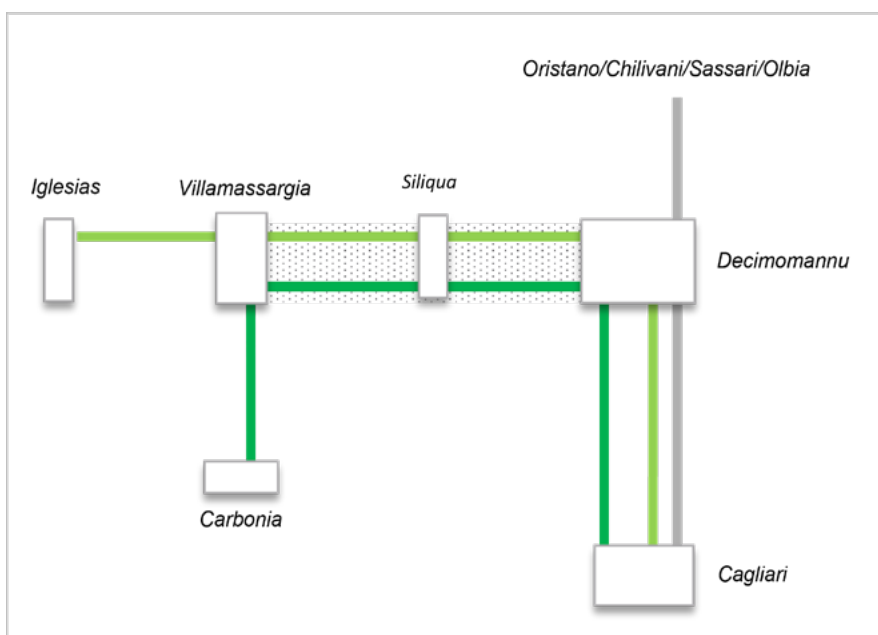 Oristano/Chilivani/Sassari/Olbia
Iglesias
Villamassargia
Siliqua
Decimomannu
Carbonia
Cagliari